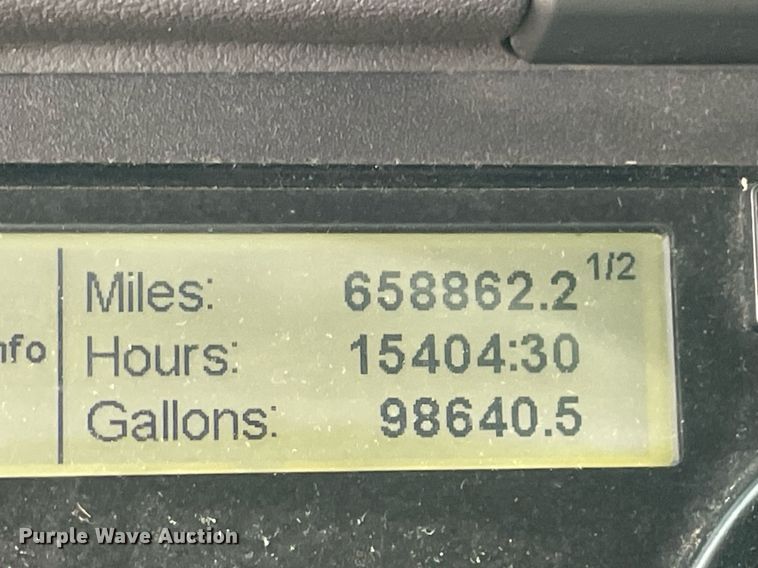 1/2
Miles: 658862.2
nfo
Hours: 15404:30
Gallons: 98640.5
Purple Wave Auction